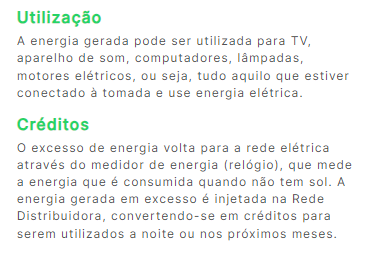 Utilização
A energia gerada pode ser utilizada para TV,
aparelho de som, computadores, lâmpadas,
motores elétricos, ou seja, tudo aquilo que estiver
conectado à tomada e use energia elétrica.
Créditos
O excesso de energia volta para a rede elétrica
através do medidor de energia (relógio), que mede
a energia que é consumida quando não tem sol. A
energia gerada em excesso é injetada na Rede
Distribuidora, convertendo-se em créditos para
serem utilizados a noite ou nos próximos meses.